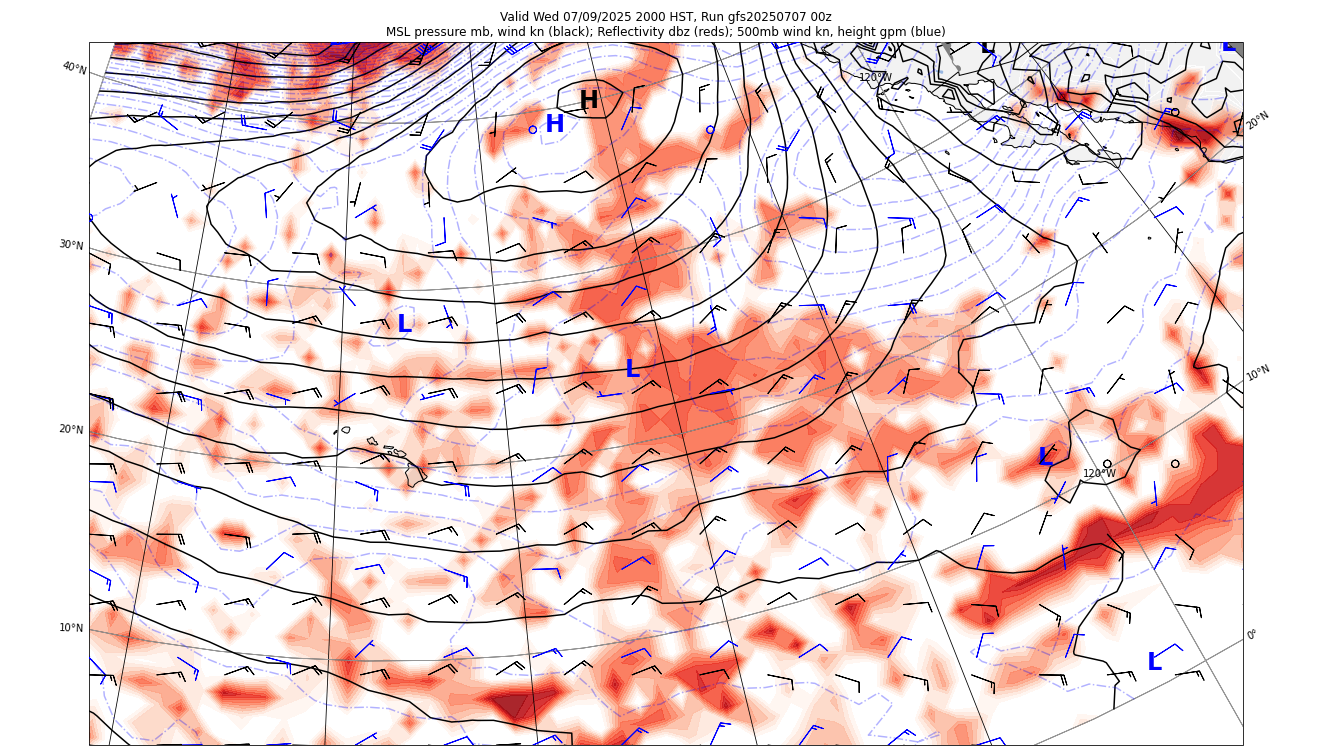 Valid Wed 07/09/2025 2000 HST, Run gfs20250707 00z
MSL pressure mb, wind kn (black); Reflectivity dbz (reds); 500mb wind kn, height gpm (blue)
L
L
40°N
120°W
H
H
20°N
30°N
L
L
10°N
20°N
L
120°W
10°N
0°
L